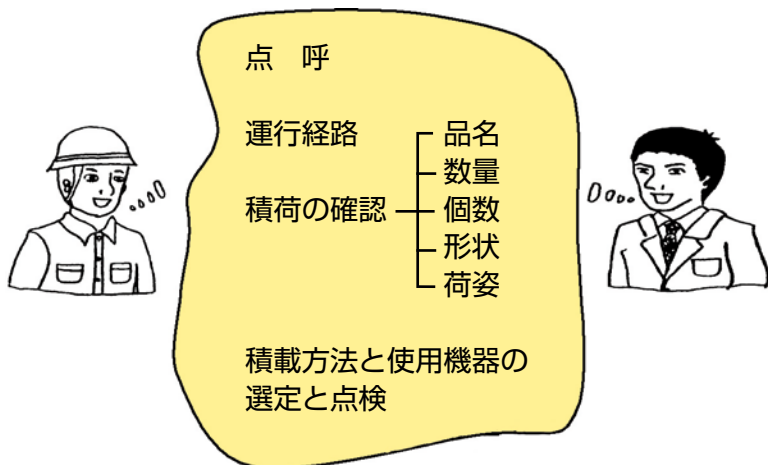 点　呼
運行経路
品名
数量
積荷の確認
個数
形状
荷姿
積載方法と使用機器の
選定と点検